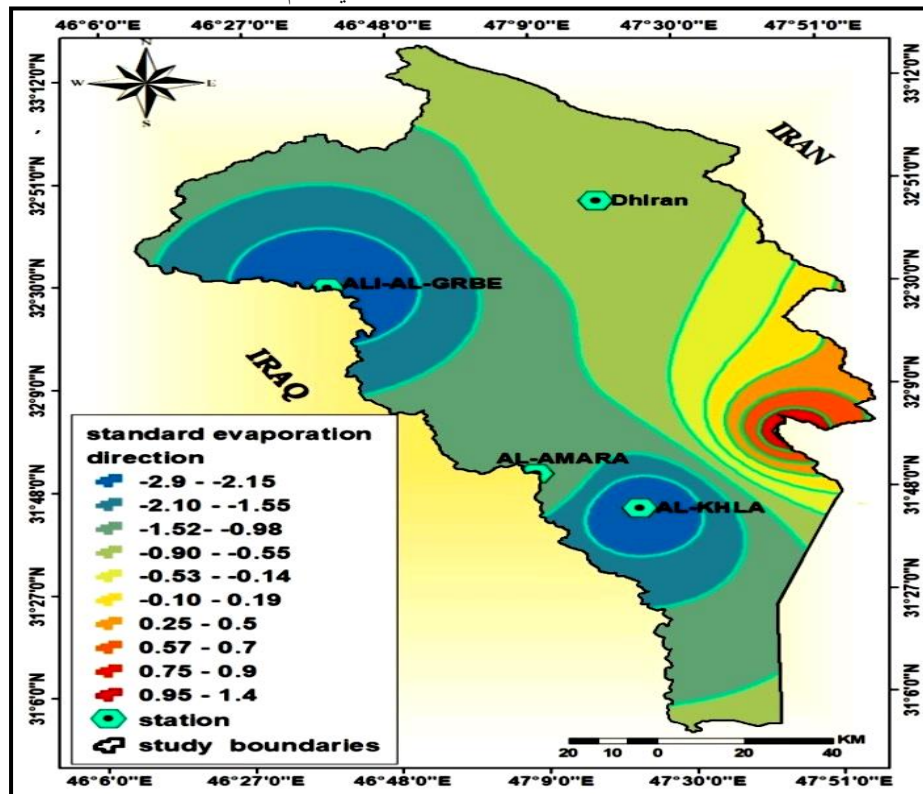 46°6'0"E 46°27'0"E 46°48'0"E 47°9'0"E 47°30'0"E 47°51'0"E
N
W E
S
33°12'0"N
32°51'0"N
32°30'0"N
32°9'0"N
31°48'0"N
31°27'0"N
31°6'0"N
33°12'0"N
32°51'0"N
32°30'0"N
32°9'0"N
31°48'0"N
31°27'0"N
31°6'0"N
IRAN
Dhiran
ALI-AL-GRBE
IRAQ
AL-AMARA
AL-KHLA
standard evaporation
direction
-2.9 - -2.15
-2.10 - -1.55
-1.52- -0.98
-0.90 - -0.55
-0.53 - -0.14
-0.10 - 0.19
0.25 - 0.5
0.57 - 0.7
0.75 - 0.9
0.95 - 1.4
station
study boundaries
KM
20 10 0 20 40
46°6'0"E 46°27'0"E 46°48'0"E 47°9'0"E 47°30'0"E 47°51'0"E